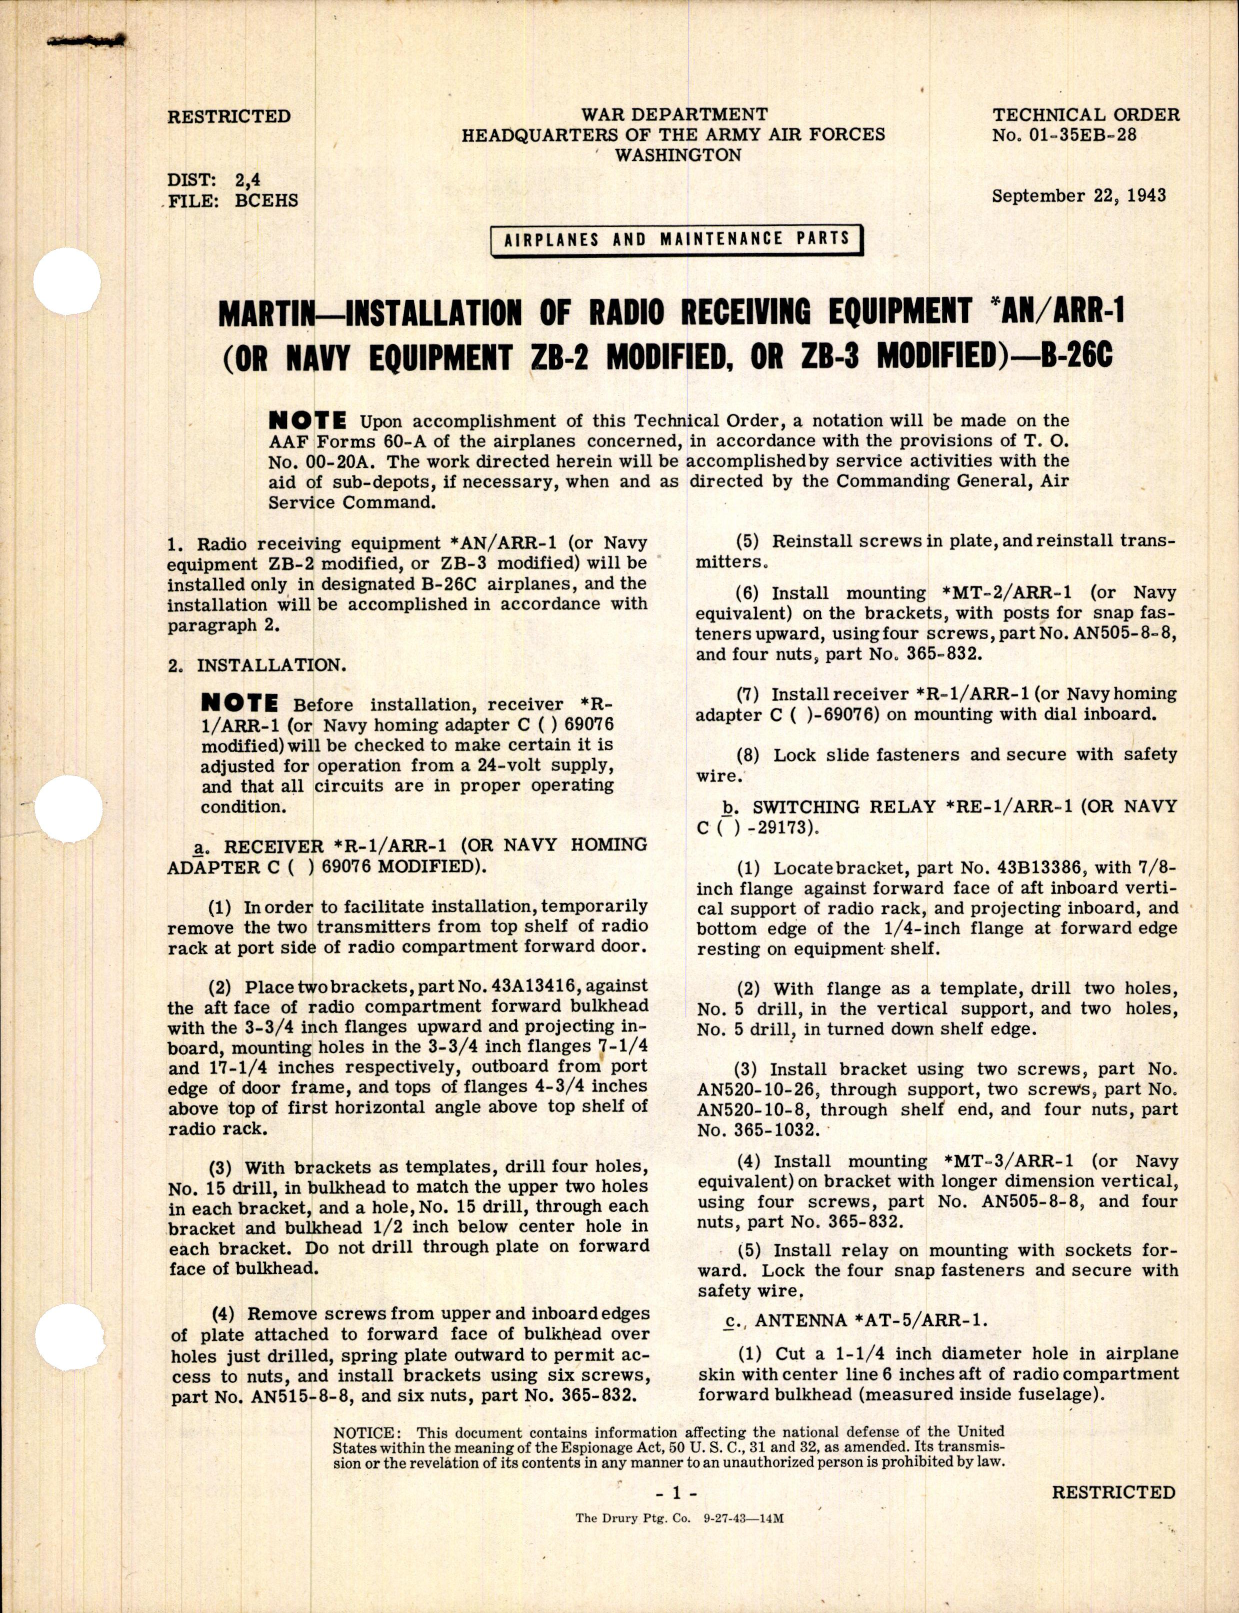 RESTRICTED
WAR DEPARTMENT
HEADQUARTERS OF THE ARMY AIR FORCES
WASHINGTON
TECHNICAL ORDER
No. 01-35EB-28
DIST: 2,4
FILE: BCEHS
September 22, 1943
AIRPLANES AND MAINTENANCE PARTS
MARTIN—INSTALLATION OF RADIO RECEIVING EQUIPMENT *AN/ARR-1
(OR NAVY EQUIPMENT ZB-2 MODIFIED, OR ZB-3 MODIFIED)—B-26C
NOTE Upon accomplishment of this Technical Order, a notation will be made on the
AAF Forms 60-A of the airplanes concerned, in accordance with the provisions of T. O.
No. 00-20A. The work directed herein will be accomplished by service activities with the
aid of sub-depots, if necessary, when and as directed by the Commanding General, Air
Service Command.
1. Radio receiving equipment *AN/ARR-1 (or Navy
equipment ZB-2 modified, or ZB-3 modified) will be
installed only in designated B-26C airplanes, and the
installation will be accomplished in accordance with
paragraph 2.
2. INSTALLATION.
NOTE Before installation, receiver *R-
1/ARR-1 (or Navy homing adapter C ( ) 69076
modified) will be checked to make certain it is
adjusted for operation from a 24-volt supply,
and that all circuits are in proper operating
condition.
a. RECEIVER *R-1/ARR-1 (OR NAVY HOMING
ADAPTER C ( ) 69076 MODIFIED).
(1) In order to facilitate installation, temporarily
remove the two transmitters from top shelf of radio
rack at port side of radio compartment forward door.
(2) Place two brackets, part No. 43A13416, against
the aft face of radio compartment forward bulkhead
with the 3-3/4 inch flanges upward and projecting in-
board, mounting holes in the 3-3/4 inch flanges 7-1/4
and 17-1/4 inches respectively, outboard from port
edge of door frame, and tops of flanges 4-3/4 inches
above top of first horizontal angle above top shelf of
radio rack.
(3) With brackets as templates, drill four holes,
No. 15 drill, in bulkhead to match the upper two holes
in each bracket, and a hole, No. 15 drill, through each
bracket and bulkhead 1/2 inch below center hole in
each bracket. Do not drill through plate on forward
face of bulkhead.
(4) Remove screws from upper and inboard edges
of plate attached to forward face of bulkhead over
holes just drilled, spring plate outward to permit ac-
cess to nuts, and install brackets using six screws,
part No. AN515-8-8, and six nuts, part No. 365-832.
(5) Reinstall screws in plate, and reinstall trans-
mitters.
(6) Install mounting *MT-2/ARR-1 (or Navy
equivalent) on the brackets, with posts for snap fas-
teners upward, using four screws, part No. AN505-8-8,
and four nuts, part No. 365-832.
(7) Install receiver *R-1/ARR-1 (or Navy homing
adapter C ( )-69076) on mounting with dial inboard.
(8) Lock slide fasteners and secure with safety
wire.
b. SWITCHING RELAY *RE-1/ARR-1 (OR NAVY
C ( ) -29173).
(1) Locate bracket, part No. 43B13386, with 7/8-
inch flange against forward face of aft inboard verti-
cal support of radio rack, and projecting inboard, and
bottom edge of the 1/4-inch flange at forward edge
resting on equipment shelf.
(2) With flange as a template, drill two holes,
No. 5 drill, in the vertical support, and two holes,
No. 5 drill, in turned down shelf edge.
(3) Install bracket using two screws, part No.
AN520-10-26, through support, two screws, part No.
AN520-10-8, through shelf end, and four nuts, part
No. 365-1032.
(4) Install mounting *MT-3/ARR-1 (or Navy
equivalent) on bracket with longer dimension vertical,
using four screws, part No. AN505-8-8, and four
nuts, part No. 365-832.
(5) Install relay on mounting with sockets for-
ward. Lock the four snap fasteners and secure with
safety wire.
c. ANTENNA *AT-5/ARR-1.
(1) Cut a 1-1/4 inch diameter hole in airplane
skin with center line 6 inches aft of radio compartment
forward bulkhead (measured inside fuselage).
NOTICE: This document contains information affecting the national defense of the United
States within the meaning of the Espionage Act, 50 U. S. C., 31 and 32, as amended. Its transmis-
sion or the revelation of its contents in any manner to an unauthorized person is prohibited by law.
- 1 -
RESTRICTED
The Drury Ptg. Co. 9-27-43—14M